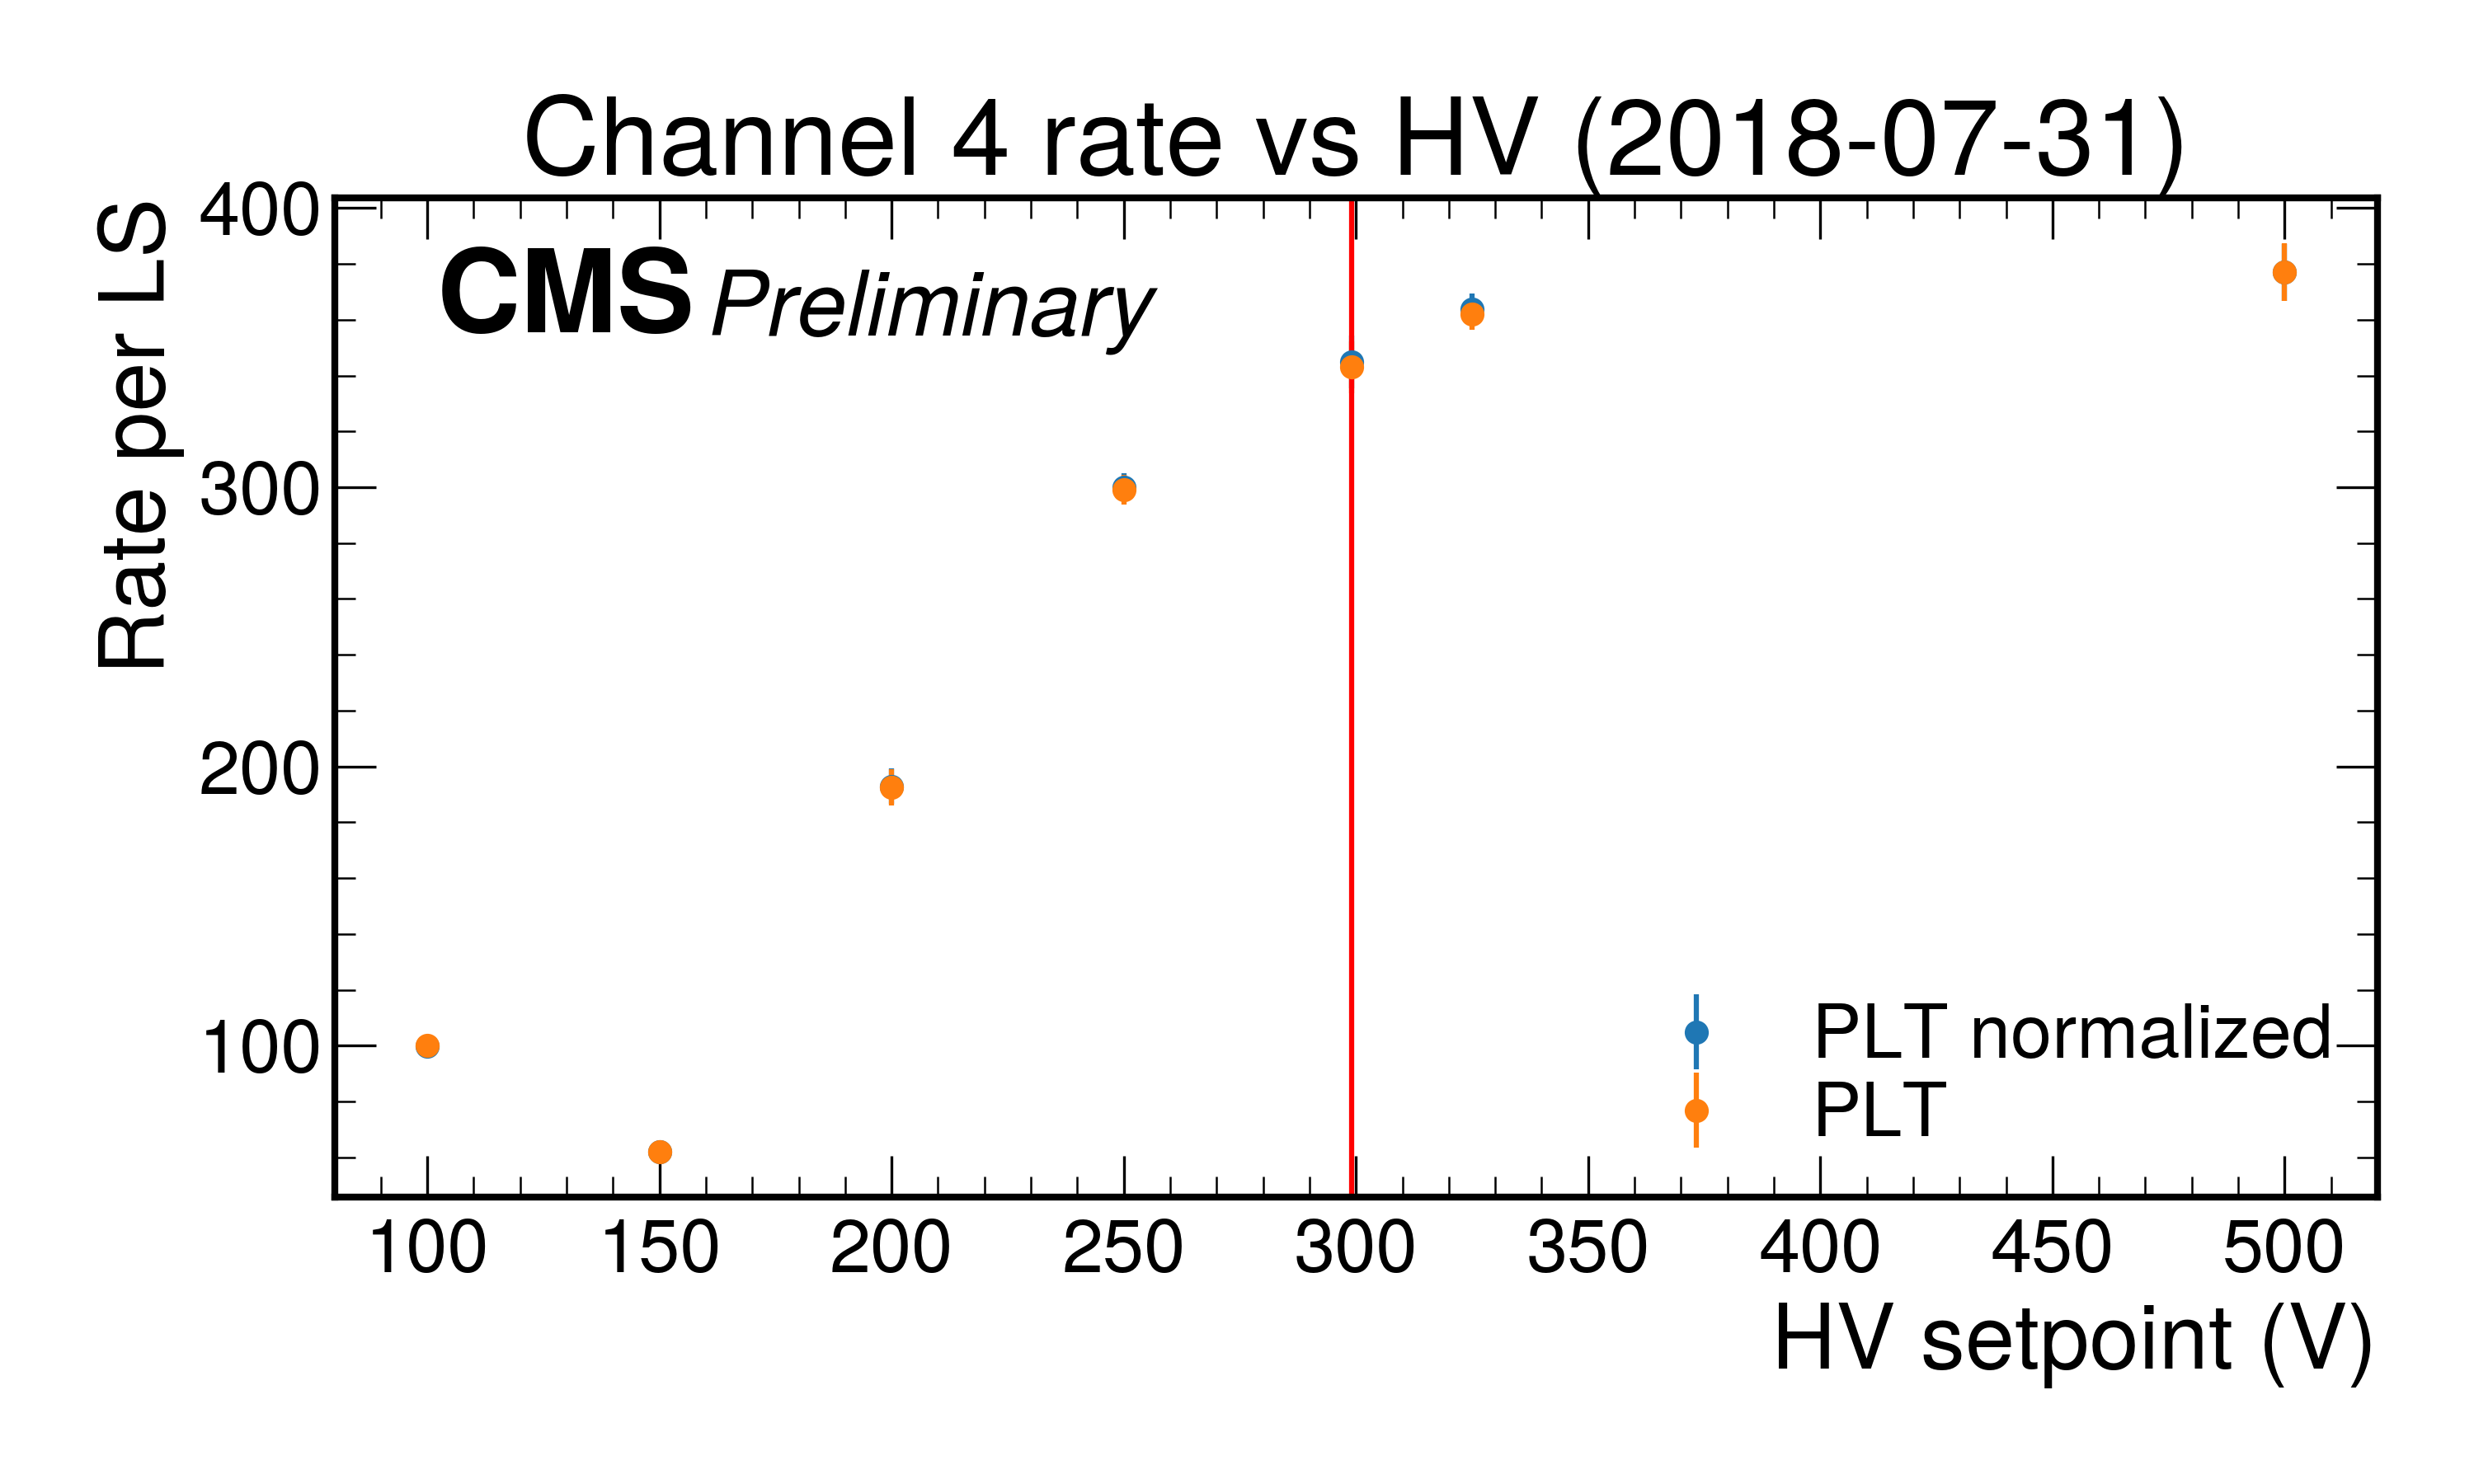 Channel 4 rate vs HV (2018-07-31)
CMS Preliminary
Rate per LS
400
300
200
100
PLT normalized
PLT
100 150 200 250 300 350 400 450 500
HV setpoint (V)